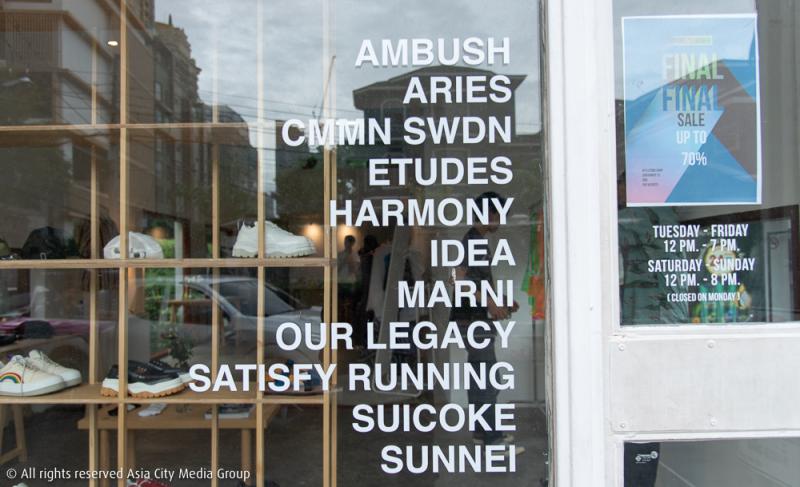 AMBUSH
ARIES
CMMN SWDN
ETUDES
HARMONY
IDEA
MARNI
OUR LEGACY
SATISFY RUNNING
SUICOKE
SUNNEI
FINAL
FINAL
SALE
UP TO
70%
TUESDAY - FRIDAY
12 PM. - 7 PM.
SATURDAY - SUNDAY
12 PM. - 8 PM.
( CLOSED ON MONDAY )
© All rights reserved Asia City Media Group